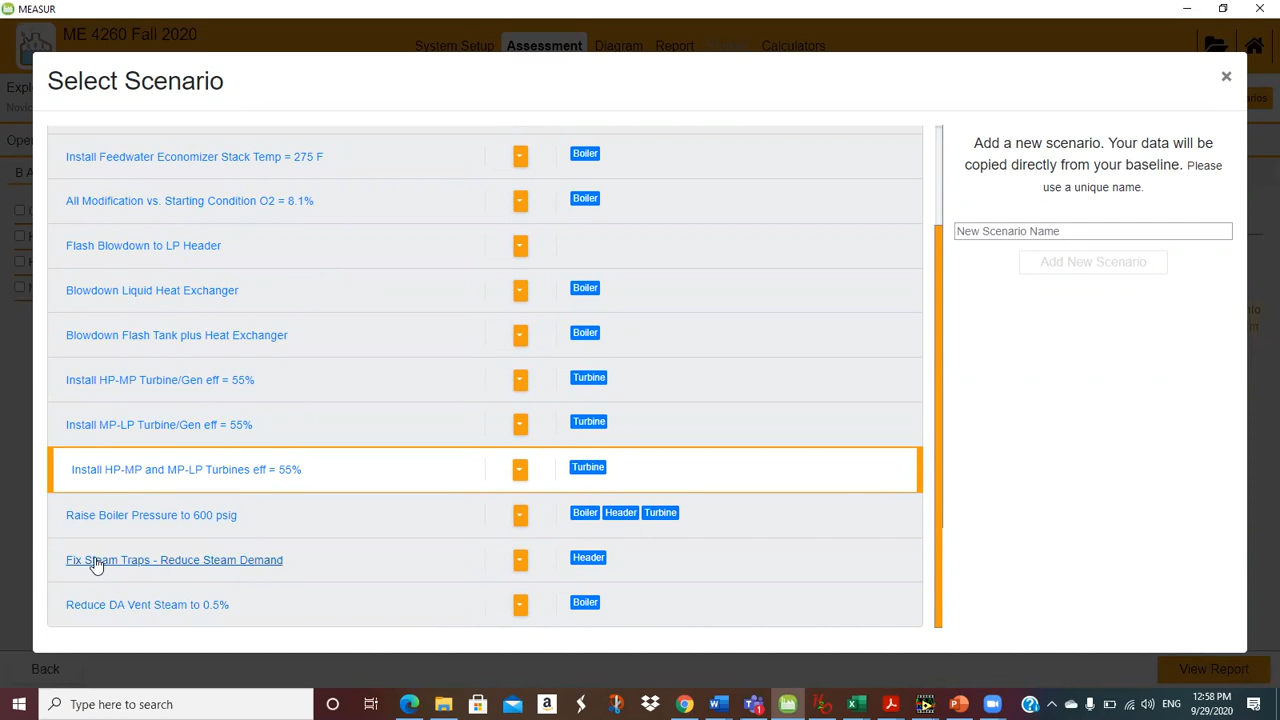 MEASUR
ME 4260 Fall 2020
System Setup Assessment Diagram Report Calculators
Select Scenario
×
Install Feedwater Economizer Stack Temp = 275 F
Boiler
All Modification vs. Starting Condition O2 = 8.1%
Boiler
Flash Blowdown to LP Header
Blowdown Liquid Heat Exchanger
Boiler
Blowdown Flash Tank plus Heat Exchanger
Boiler
Install HP-MP Turbine/Gen eff = 55%
Turbine
Install MP-LP Turbine/Gen eff = 55%
Turbine
Install HP-MP and MP-LP Turbines eff = 55%
Turbine
Raise Boiler Pressure to 600 psig
Boiler Header Turbine
Fix Steam Traps - Reduce Steam Demand
Header
Reduce DA Vent Steam to 0.5%
Boiler
Add a new scenario. Your data will be
copied directly from your baseline. Please
use a unique name.
New Scenario Name
Add New Scenario
Back
View Report
Type here to search
ENG
12:58 PM
9/29/2020